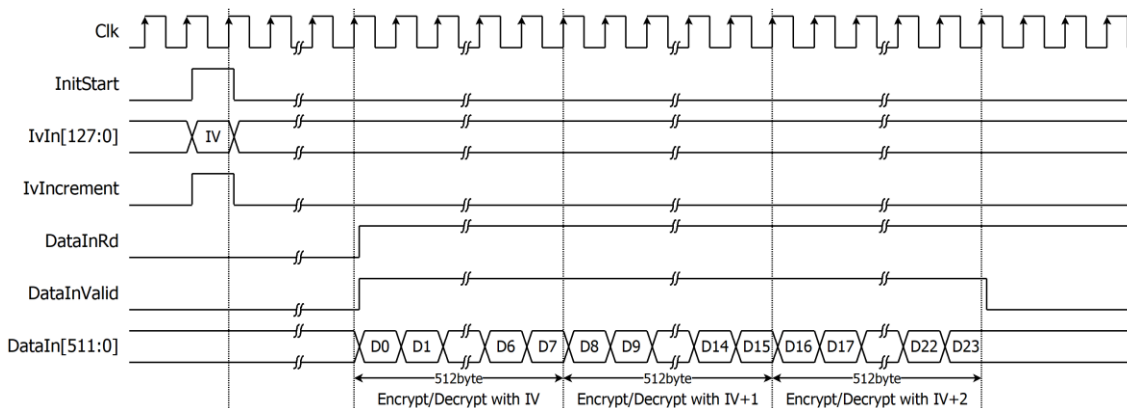 Clk
InitStart
IvIn[127:0] IV
IvIncrement
DataInRd
DataInValid
DataIn[511:0] D0 D1 D6 D7 D8 D9 D14 D15 D16 D17 D22 D23
512byte 512byte 512byte
Encrypt/Decrypt with IV Encrypt/Decrypt with IV+1 Encrypt/Decrypt with IV+2